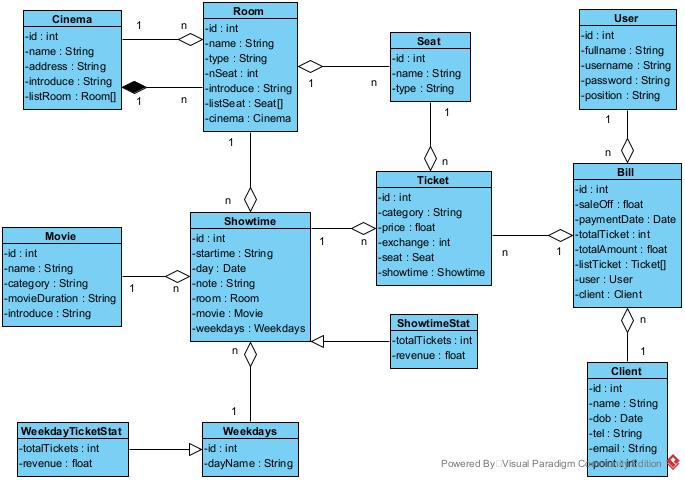 Cinema
-id : int
-name : String
-address : String
-introduce : String
-listRoom : Room[]
1
n
1
n
Room
-id : int
-name : String
-type : String
-nSeat : int
-introduce : String
-listSeat : Seat[]
-cinema : Cinema
1
n
Seat
-id : int
-name : String
-type : String
1
n
User
-id : int
-fullname : String
-username : String
-password : String
-position : String
1
n
1
n
Ticket
-id : int
-category : String
-price : float
-exchange : int
-seat : Seat
-showtime : Showtime
n
1
Bill
-id : int
-saleOff : float
-paymentDate : Date
-totalTicket : int
-totalAmount : float
-listTicket : Ticket[]
-user : User
-client : Client
Movie
-id : int
-name : String
-category : String
-movieDuration : String
-introduce : String
1
n
Showtime
-id : int
-startime : String
-day : Date
-note : String
-room : Room
-movie : Movie
-weekdays : Weekdays
1
n
ShowtimeStat
-totalTickets : int
-revenue : float
n
1
n
1
Client
-id : int
-name : String
-dob : Date
-tel : String
-email : String
-point : int
WeekdayTicketStat
-totalTickets : int
-revenue : float
Weekdays
-id : int
-dayName : String
Powered By Visual Paradigm Community Edition